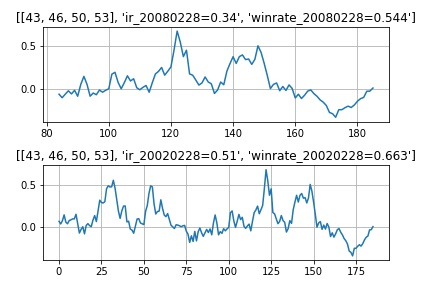 [[43, 46, 50, 53], 'ir_20080228=0.34', 'winrate_20080228=0.544']
0.5
0.0
80 100 120 140 160 180
[[43, 46, 50, 53], 'ir_20020228=0.51', 'winrate_20020228=0.663']
0.5
0.0
0 25 50 75 100 125 150 175